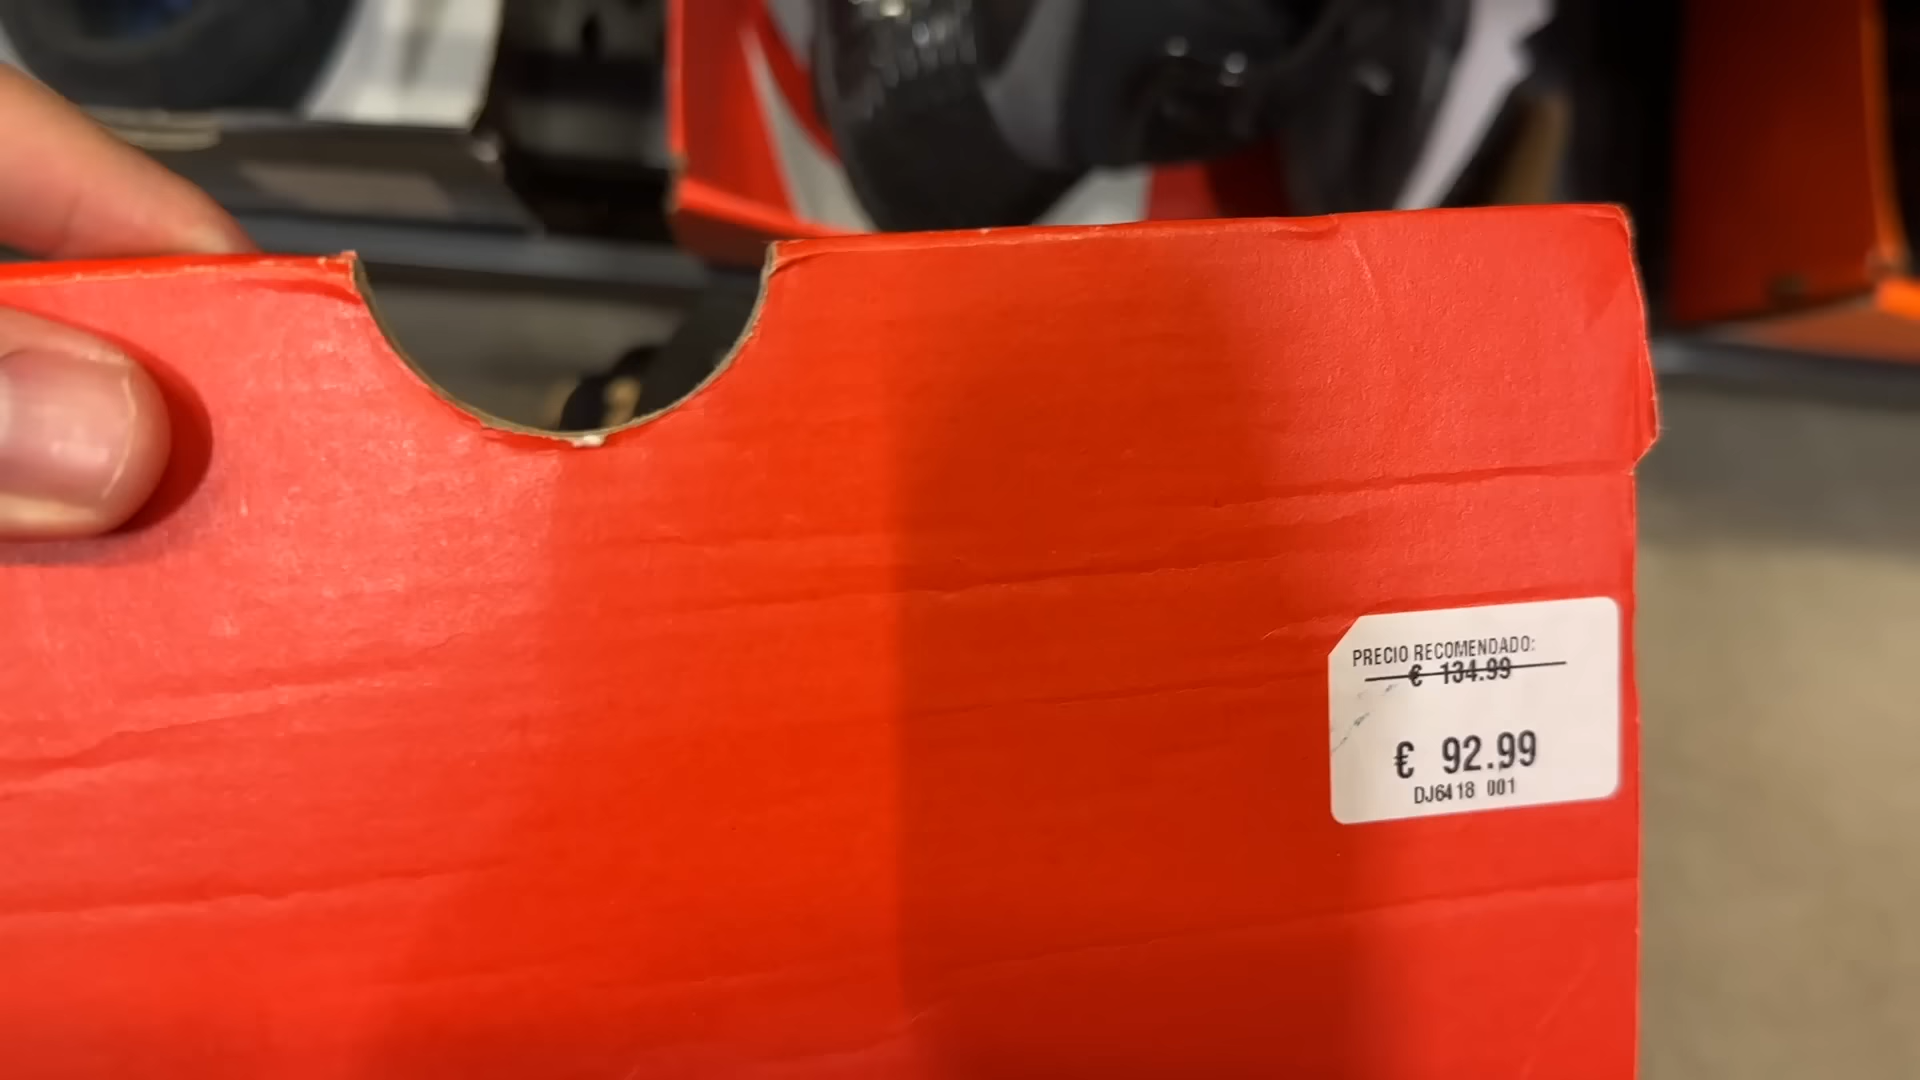 PRECIO RECOMENDADO:
€ 134.99
€ 92.99
DJ6418 001